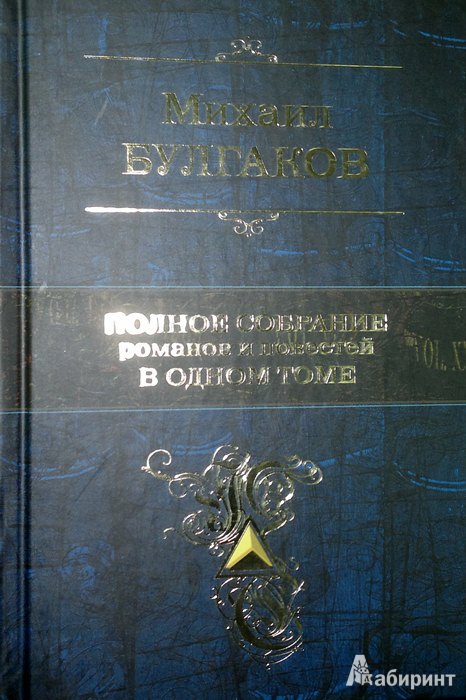 Михаил
БУЛГАКОВ
ПОЛНОЕ СОБРАНИЕ
романов и повестей
В ОДНОМ ТОМЕ
Лабиринт